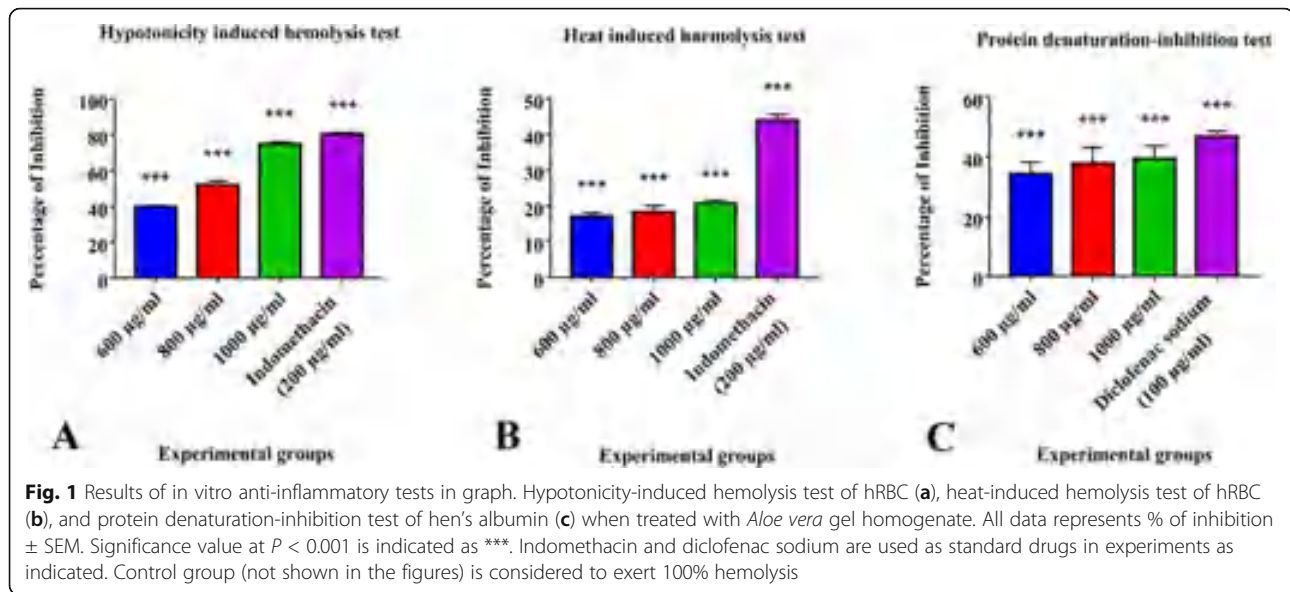 Hypotonicity induced hemolysis test
Percentage of Inhibition
100
80
60
40
20
0
***
***
***
***
600 µg/ml
800 µg/ml
1000 µg/ml
Indomethacin
(200 µg/ml)
A
Experimental groups
Heat induced haemolysis test
Percentage of Inhibition
50
40
30
20
10
0
***
***
***
***
600 µg/ml
800 µg/ml
1000 µg/ml
Indomethacin
(200 µg/ml)
B
Experimental groups
Protein denaturation-inhibition test
Percentage of Inhibition
60
40
20
0
***
***
***
***
600 µg/ml
800 µg/ml
1000 µg/ml
Diclofenac sodium
(100 µg/ml)
C
Experimental groups
Fig. 1 Results of in vitro anti-inflammatory tests in graph. Hypotonicity-induced hemolysis test of hRBC (a), heat-induced hemolysis test of hRBC
(b), and protein denaturation-inhibition test of hen's albumin (c) when treated with Aloe vera gel homogenate. All data represents % of inhibition
± SEM. Significance value at P < 0.001 is indicated as ***. Indomethacin and diclofenac sodium are used as standard drugs in experiments as
indicated. Control group (not shown in the figures) is considered to exert 100% hemolysis